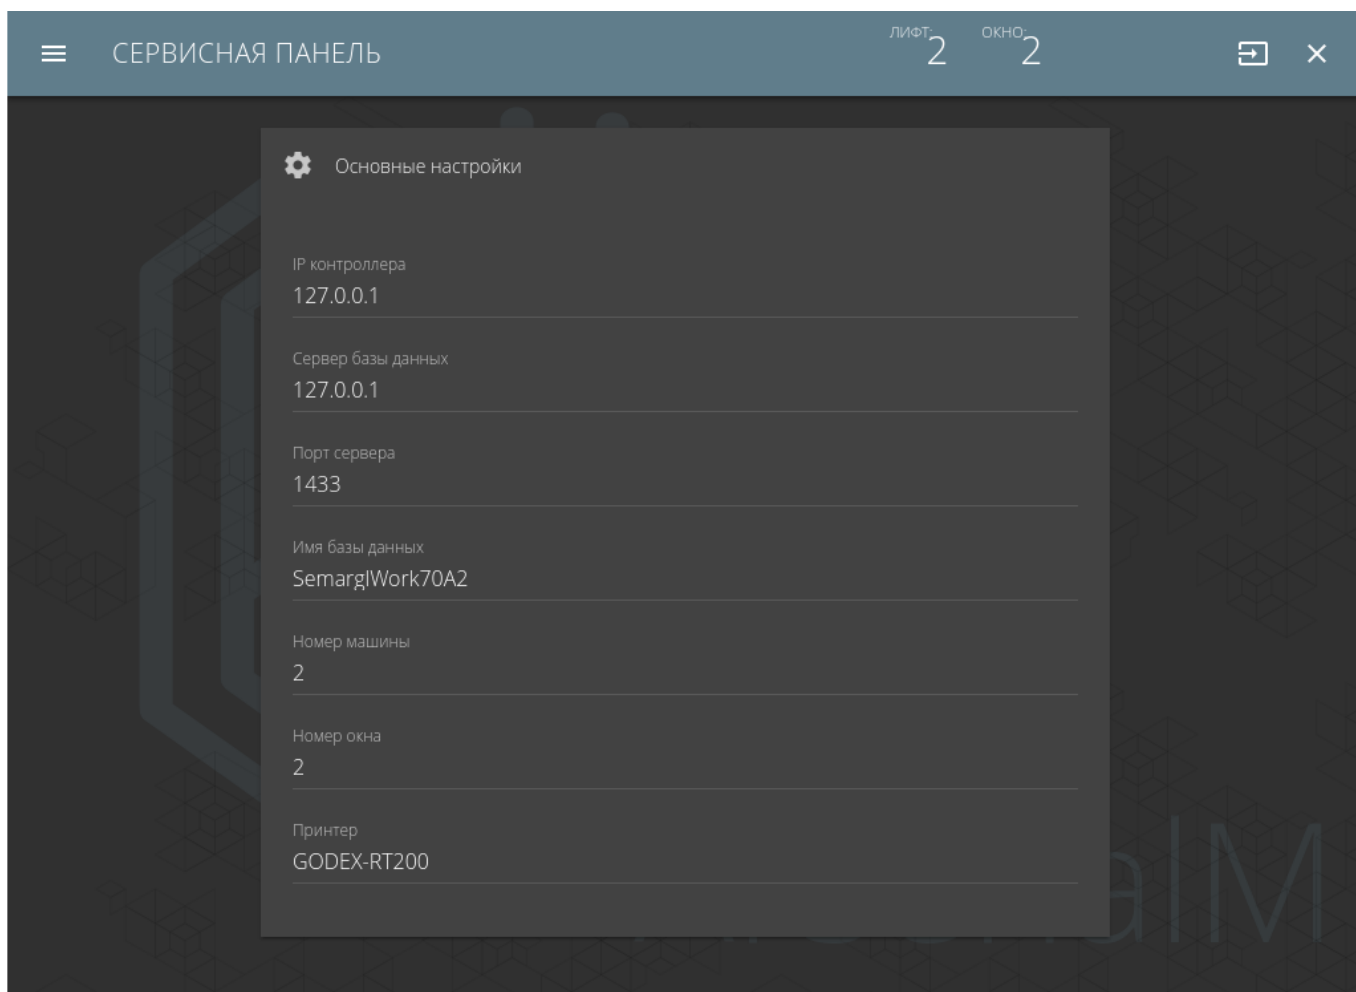 СЕРВИСНАЯ ПАНЕЛЬ
ЛИФТ: 2 ОКНО: 2
Основные настройки
IP контроллера
127.0.0.1
Сервер базы данных
127.0.0.1
Порт сервера
1433
Имя базы данных
SemarglWork70A2
Номер машины
2
Номер окна
2
Принтер
GODEX-RT200